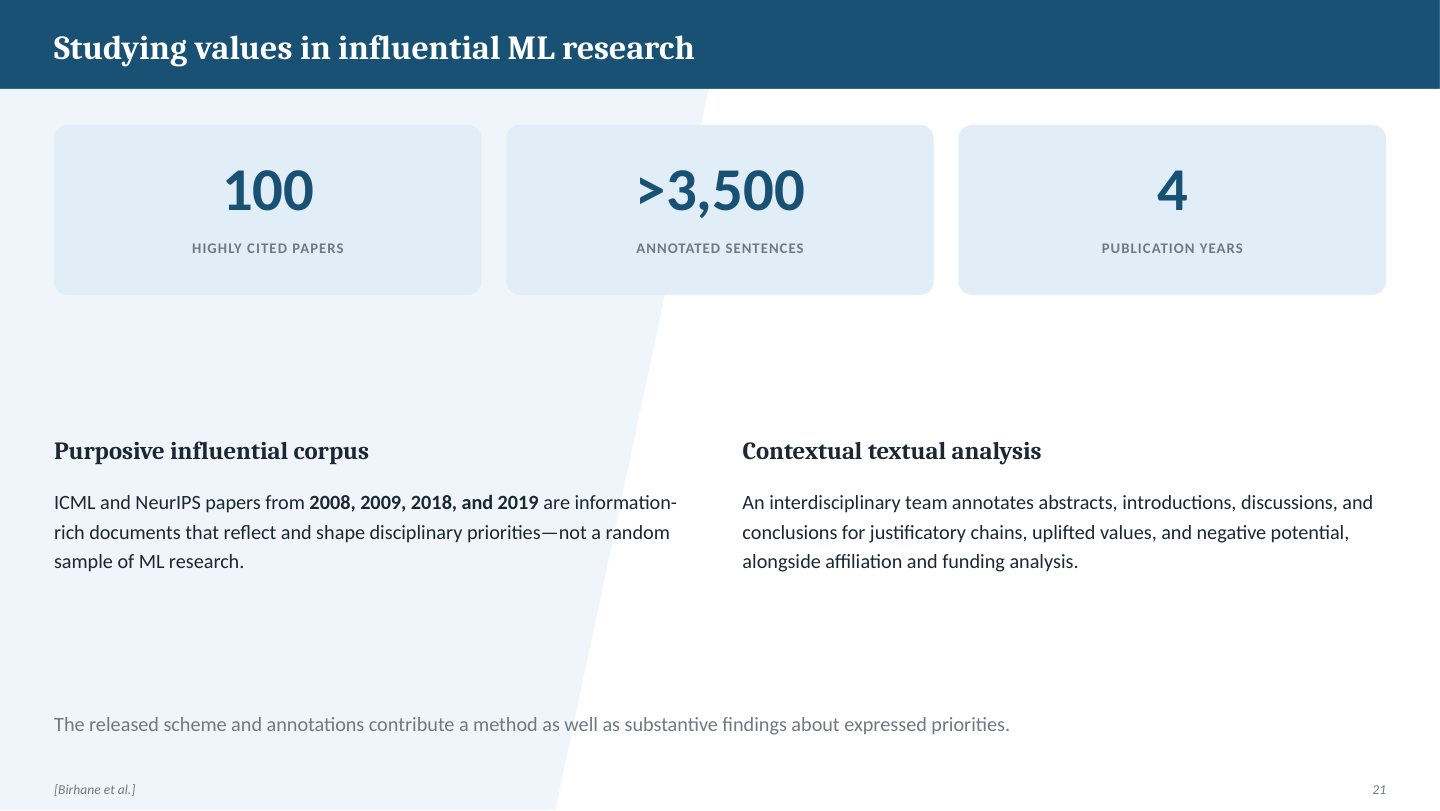 Studying values in influential ML research
100
HIGHLY CITED PAPERS
>3,500
ANNOTATED SENTENCES
4
PUBLICATION YEARS
Purposive influential corpus
ICML and NeurIPS papers from 2008, 2009, 2018, and 2019 are information-
rich documents that reflect and shape disciplinary priorities—not a random
sample of ML research.
Contextual textual analysis
An interdisciplinary team annotates abstracts, introductions, discussions, and
conclusions for justificatory chains, uplifted values, and negative potential,
alongside affiliation and funding analysis.
The released scheme and annotations contribute a method as well as substantive findings about expressed priorities.
[Birhane et al.]
21